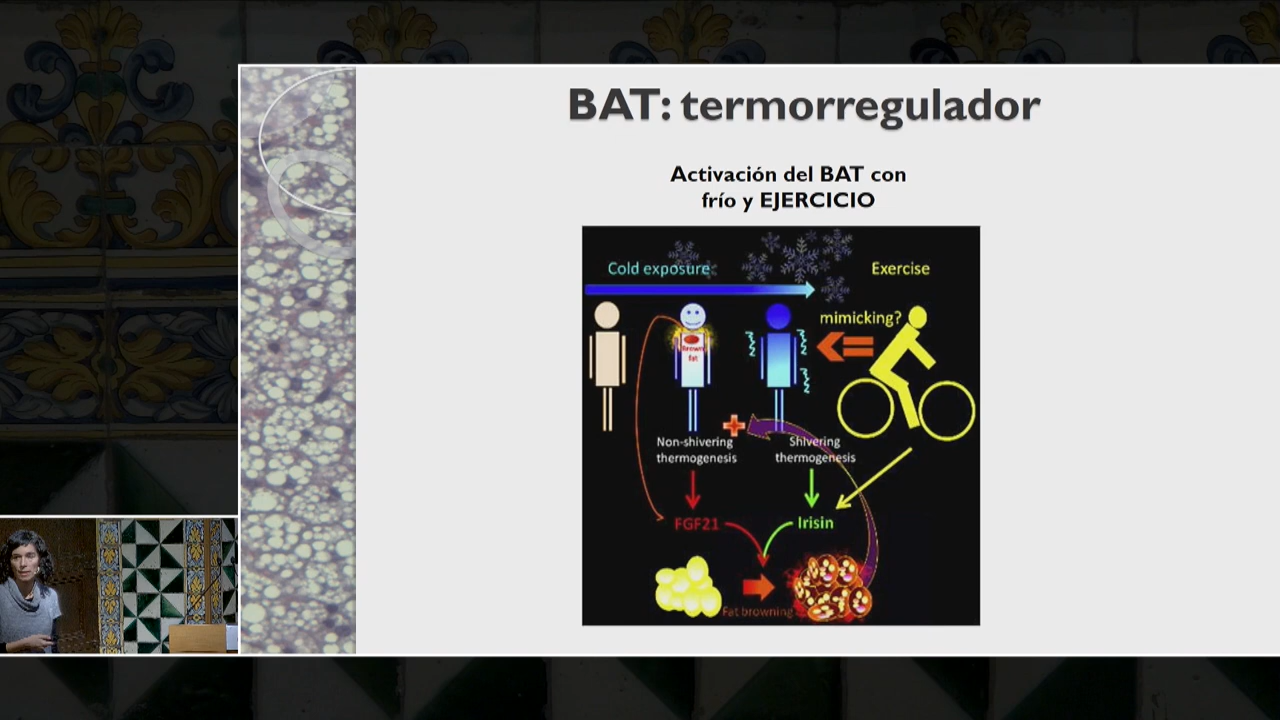 BAT: termorregulador
Activación del BAT con
frío y EJERCICIO
Cold exposure
Exercise
mimicking?
Brown
fat
Non-shivering
thermogenesis
Shivering
thermogenesis
FGF21
Irisin
Fat browning